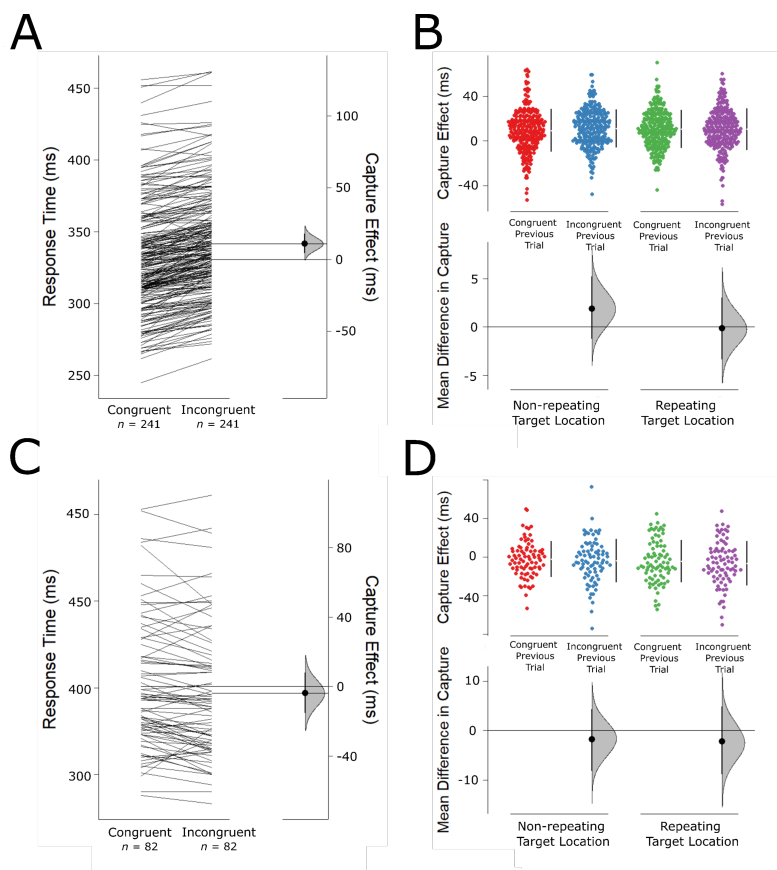 A
Response Time (ms)
450
400
350
300
250
100
50
0
-50
Capture Effect (ms)
Congruent
n = 241
Incongruent
n = 241
B
Capture Effect (ms)
40
0
-40
Congruent
Previous
Trial
Incongruent
Previous
Trial
Congruent
Previous
Trial
Incongruent
Previous
Trial
Mean Difference in Capture
5
0
-5
Non-repeating
Target Location
Repeating
Target Location
C
Response Time (ms)
450
450
400
300
80
40
0
-40
Capture Effect (ms)
Congruent
n = 82
Incongruent
n = 82
D
Capture Effect (ms)
40
0
-40
Congruent
Previous
Trial
Incongruent
Previous
Trial
Congruent
Previous
Trial
Incongruent
Previous
Trial
Mean Difference in Capture
10
0
-10
Non-repeating
Target Location
Repeating
Target Location